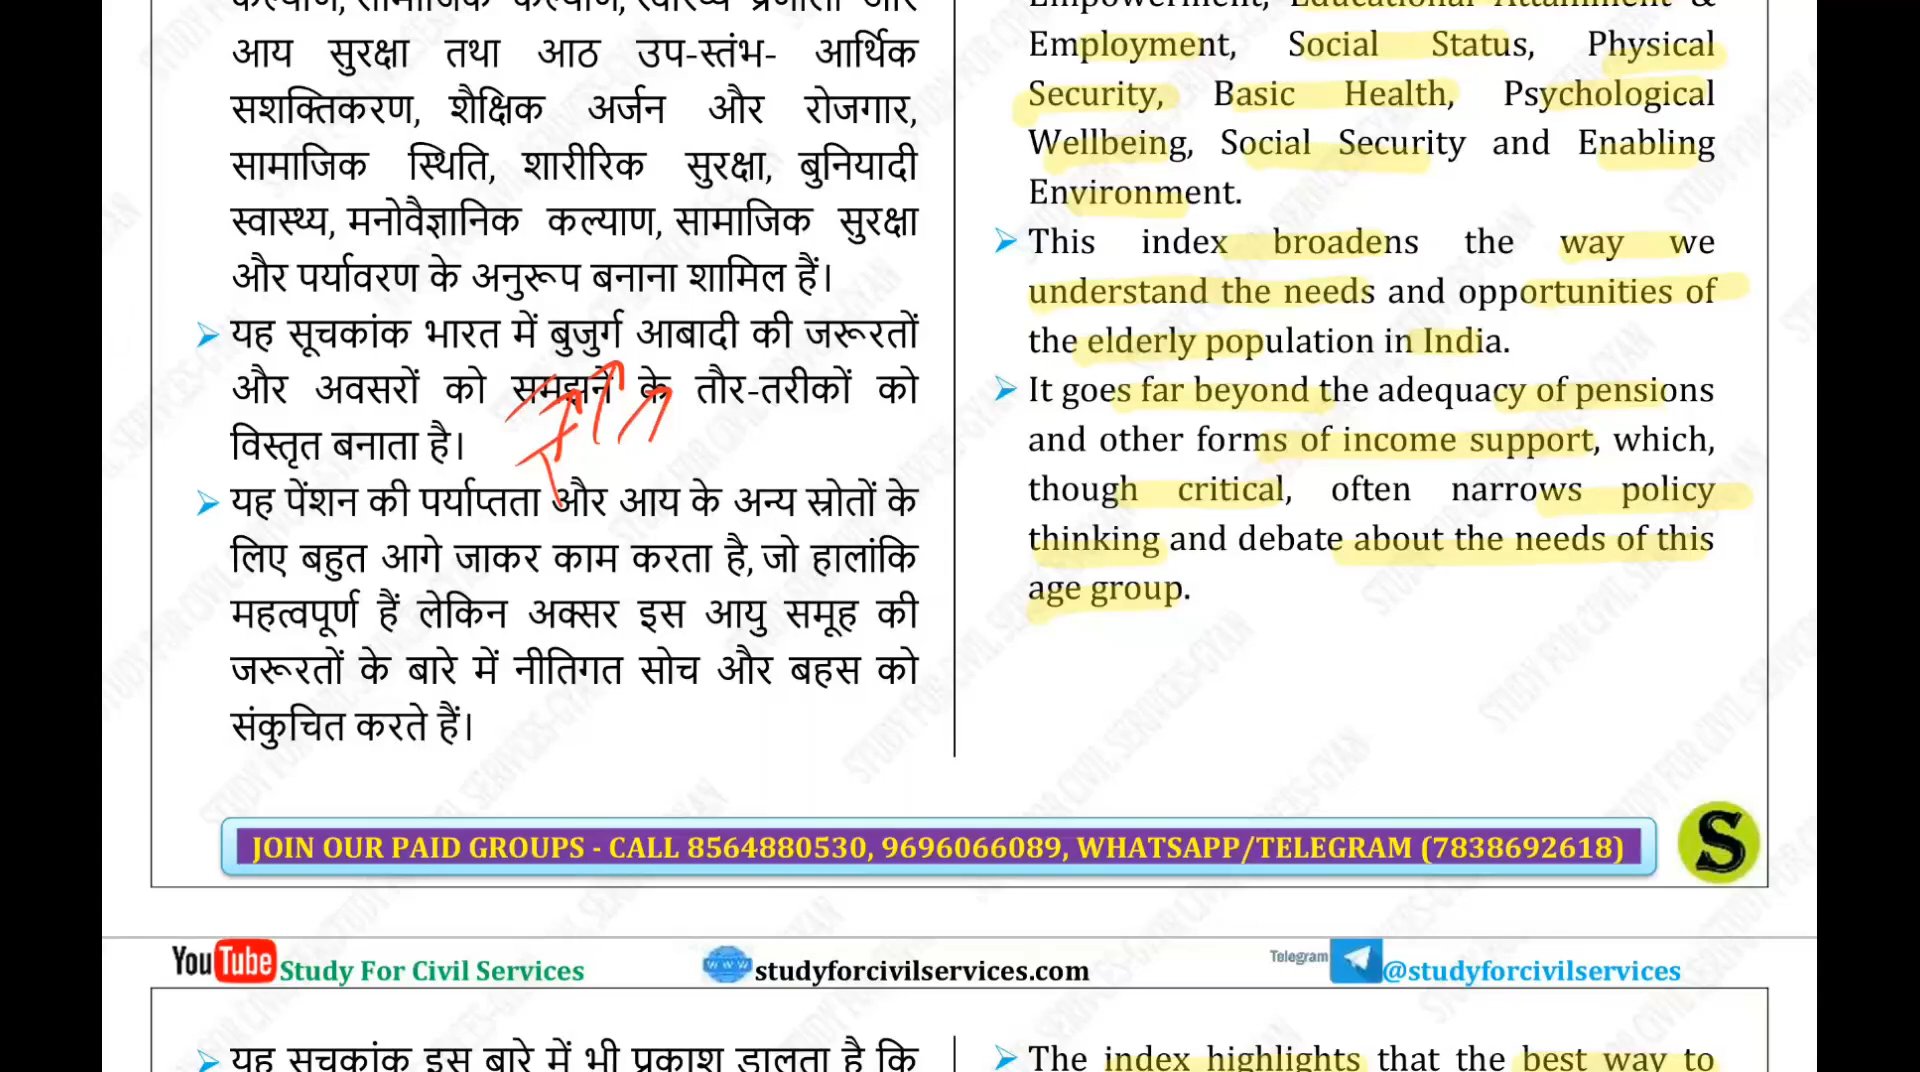 कल्याण, सामाजिक कल्याण, स्वास्थ्य प्रणाली और
आय सुरक्षा तथा आठ उप-स्तंभ- आर्थिक
सशक्तिकरण, शैक्षिक अर्जन और रोजगार,
सामाजिक स्थिति, शारीरिक सुरक्षा, बुनियादी
स्वास्थ्य, मनोवैज्ञानिक कल्याण, सामाजिक सुरक्षा
और पर्यावरण के अनुरूप बनाना शामिल हैं।
यह सूचकांक भारत में बुजुर्ग आबादी की जरूरतों
और अवसरों को समझने के तौर-तरीकों को
विस्तृत बनाता है।
यह पेंशन की पर्याप्तता और आय के अन्य स्रोतों के
लिए बहुत आगे जाकर काम करता है, जो हालांकि
महत्वपूर्ण हैं लेकिन अक्सर इस आयु समूह की
जरूरतों के बारे में नीतिगत सोच और बहस को
संकुचित करते हैं।
Empowerment, Educational Attainment &
Employment, Social Status, Physical
Security, Basic Health, Psychological
Wellbeing, Social Security and Enabling
Environment.
This index broadens the way we
understand the needs and opportunities of
the elderly population in India.
It goes far beyond the adequacy of pensions
and other forms of income support, which,
though critical, often narrows policy
thinking and debate about the needs of this
age group.
JOIN OUR PAID GROUPS - CALL 8564880530, 9696066089, WHATSAPP/TELEGRAM (7838692618)
S
YouTube Study For Civil Services
www studyforcivilservices.com
Telegram @studyforcivilservices
यह सूचकांक इस बारे में भी प्रकाश डालता है कि
The index highlights that the best way to